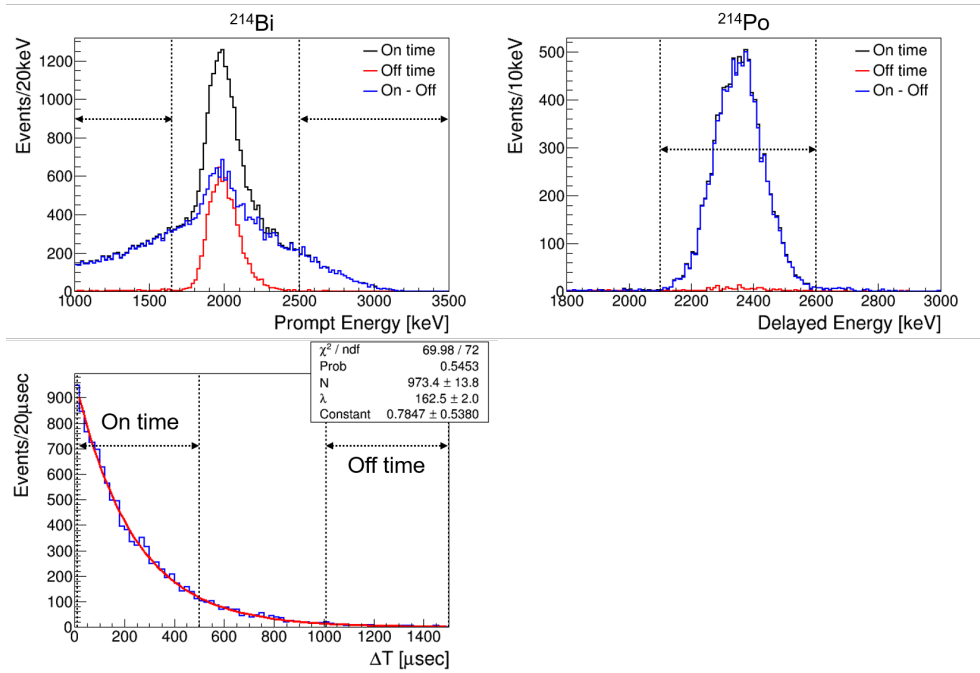 ²¹⁴Bi
Events/20keV
1200
1000
800
600
400
200
0
On time
Off time
On - Off
1000 1500 2000 2500 3000 3500
Prompt Energy [keV]
²¹⁴Po
Events/10keV
500
400
300
200
100
0
On time
Off time
On - Off
1800 2000 2200 2400 2600 2800 3000
Delayed Energy [keV]
χ² / ndf 69.98 / 72
Prob 0.5453
N 973.4 ± 13.8
λ 162.5 ± 2.0
Constant 0.7847 ± 0.5380
Events/20μsec
900
800
700
600
500
400
300
200
100
0
On time
Off time
0 200 400 600 800 1000 1200 1400
ΔT [μsec]